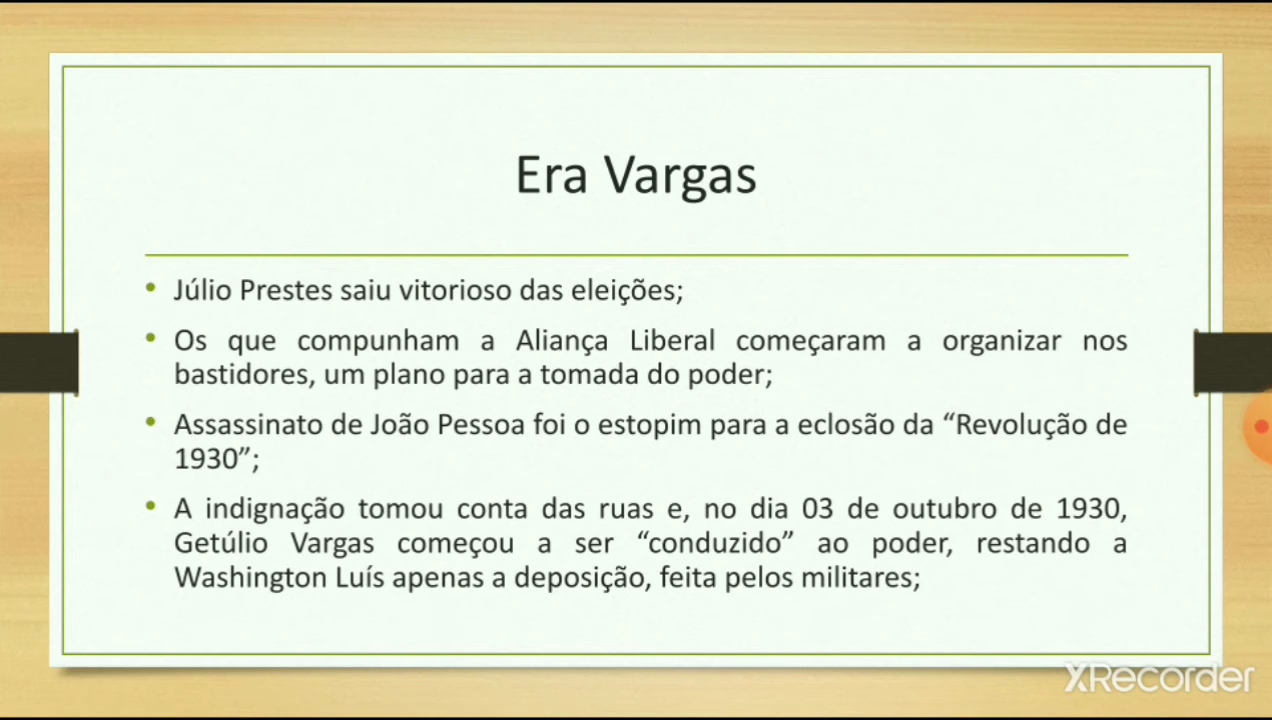 Era Vargas
• Júlio Prestes saiu vitorioso das eleições;
• Os que compunham a Aliança Liberal começaram a organizar nos
bastidores, um plano para a tomada do poder;
• Assassinato de João Pessoa foi o estopim para a eclosão da “Revolução de
1930”;
• A indignação tomou conta das ruas e, no dia 03 de outubro de 1930,
Getúlio Vargas começou a ser “conduzido” ao poder, restando a
Washington Luís apenas a deposição, feita pelos militares;
XRecorder